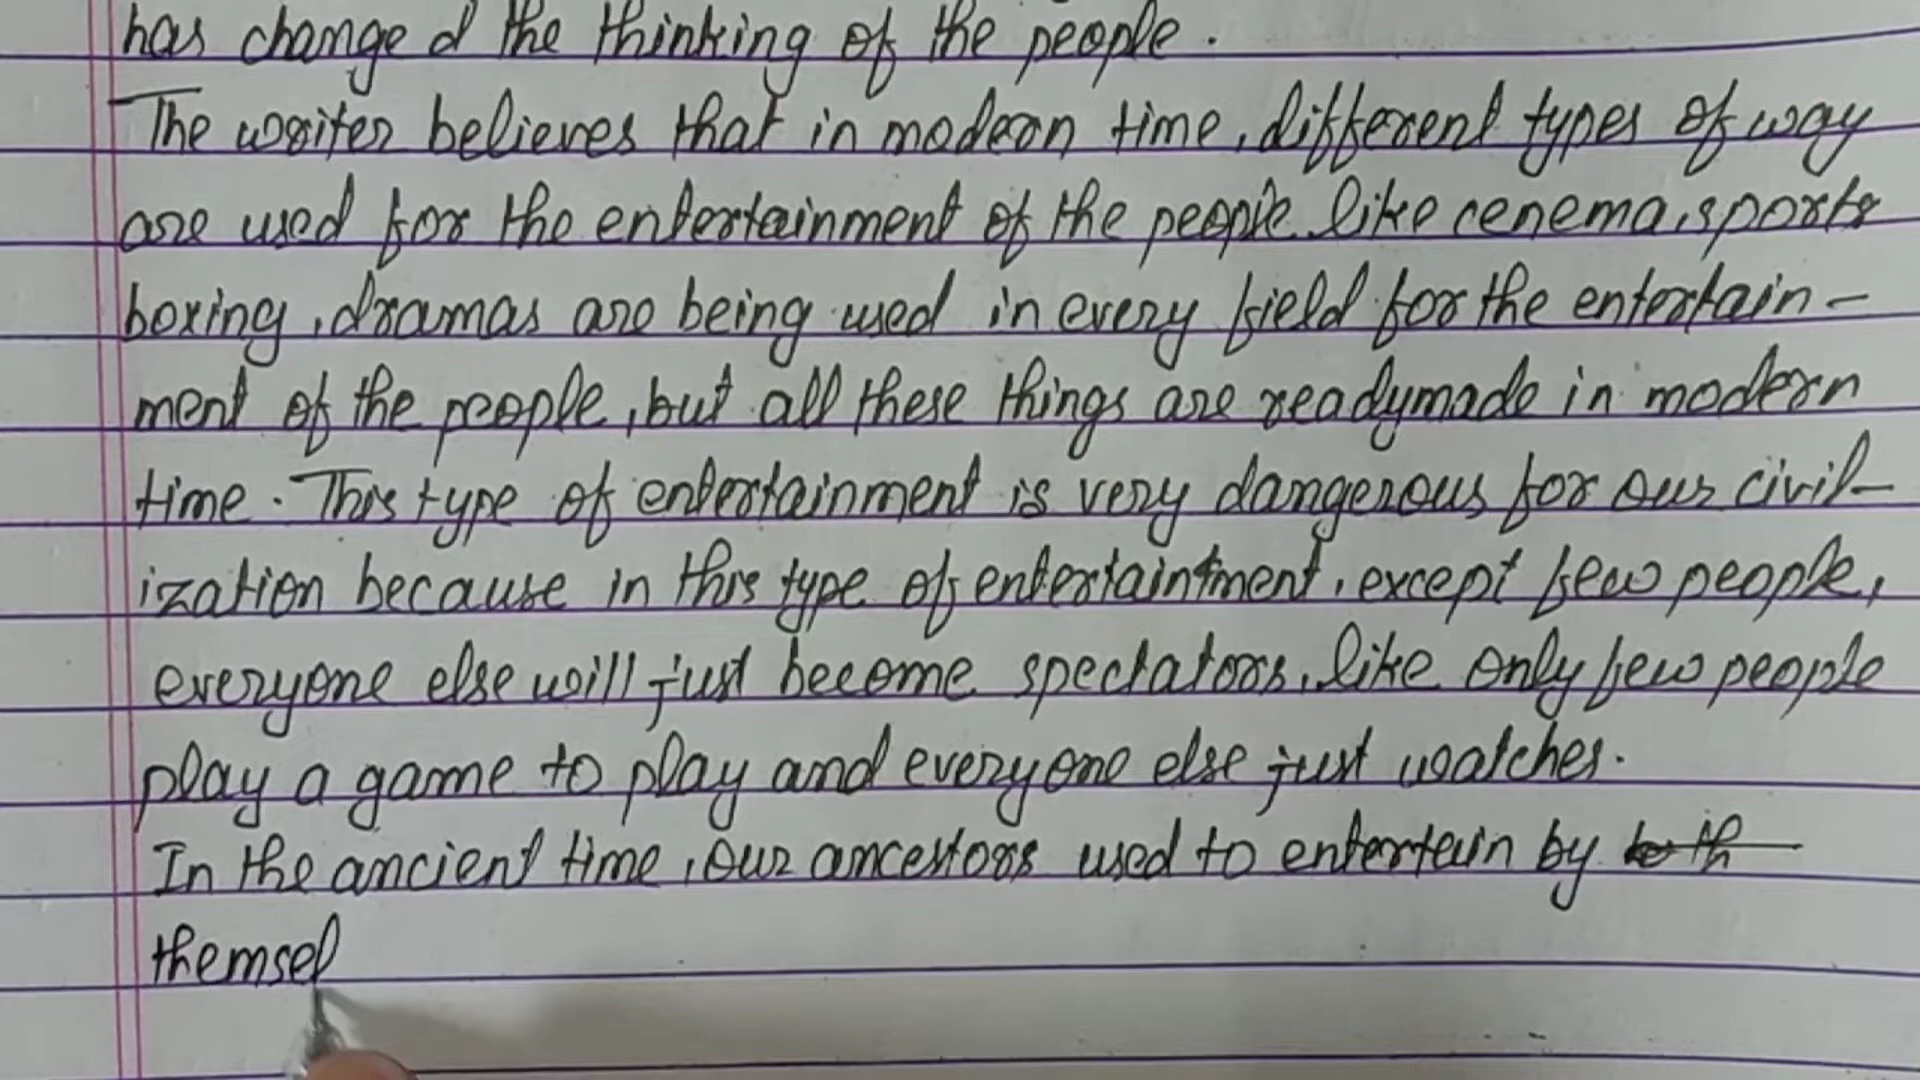 has changed the thinking of the people.
The writer believes that in modern time, different types of way
are used for the entertainment of the people like cenema, sports
boxing, dramas are being used in every field for the entertain-
ment of the people, but all these things are readymade in modern
time. This type of entertainment is very dangerous for our civil-
ization because in this type of entertaintment, except few people,
everyone else will just become spectators, like only few people
play a game to play and everyone else just watches.
In the ancient time, our ancestors used to entertain by
themsel